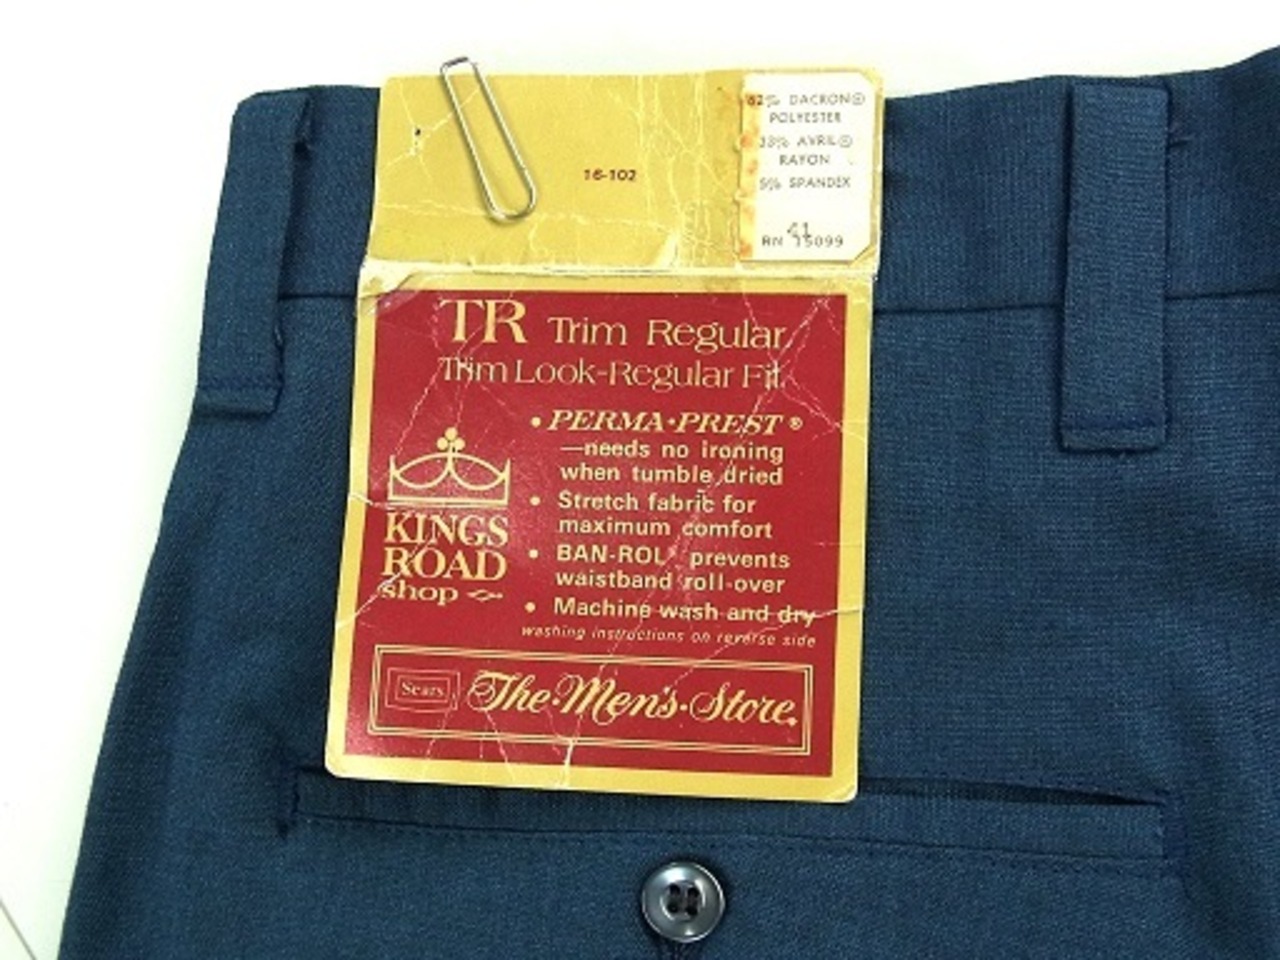 16-102
62% DACRON®
POLYESTER
33% AVRIL®
RAYON
5% SPANDEX
RN 15099
TR Trim Regular
Trim Look-Regular Fit
• PERMA•PREST®
—needs no ironing
when tumble dried
• Stretch fabric for
maximum comfort
• BAN-ROL® prevents
waistband roll-over
• Machine wash and dry
washing instructions on reverse side
KINGS
ROAD
shop
Sears
The•Men's•Store